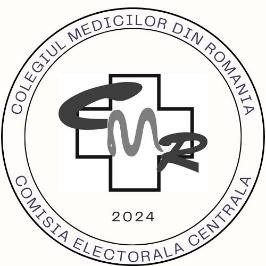 COLEGIUL MEDICILOR DIN ROMANIA
CMR
2024
COMISIA ELECTORALA CENTRALA